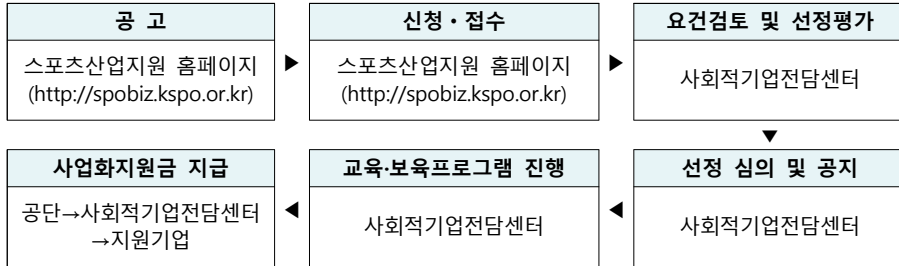 공 고
스포츠산업지원 홈페이지
(http://spobiz.kspo.or.kr)
▶
신청·접수
스포츠산업지원 홈페이지
(http://spobiz.kspo.or.kr)
▶
요건검토 및 선정평가
사회적기업전담센터
▼
선정 심의 및 공지
사회적기업전담센터
◀
교육·보육프로그램 진행
사회적기업전담센터
◀
사업화지원금 지급
공단→사회적기업전담센터
→지원기업